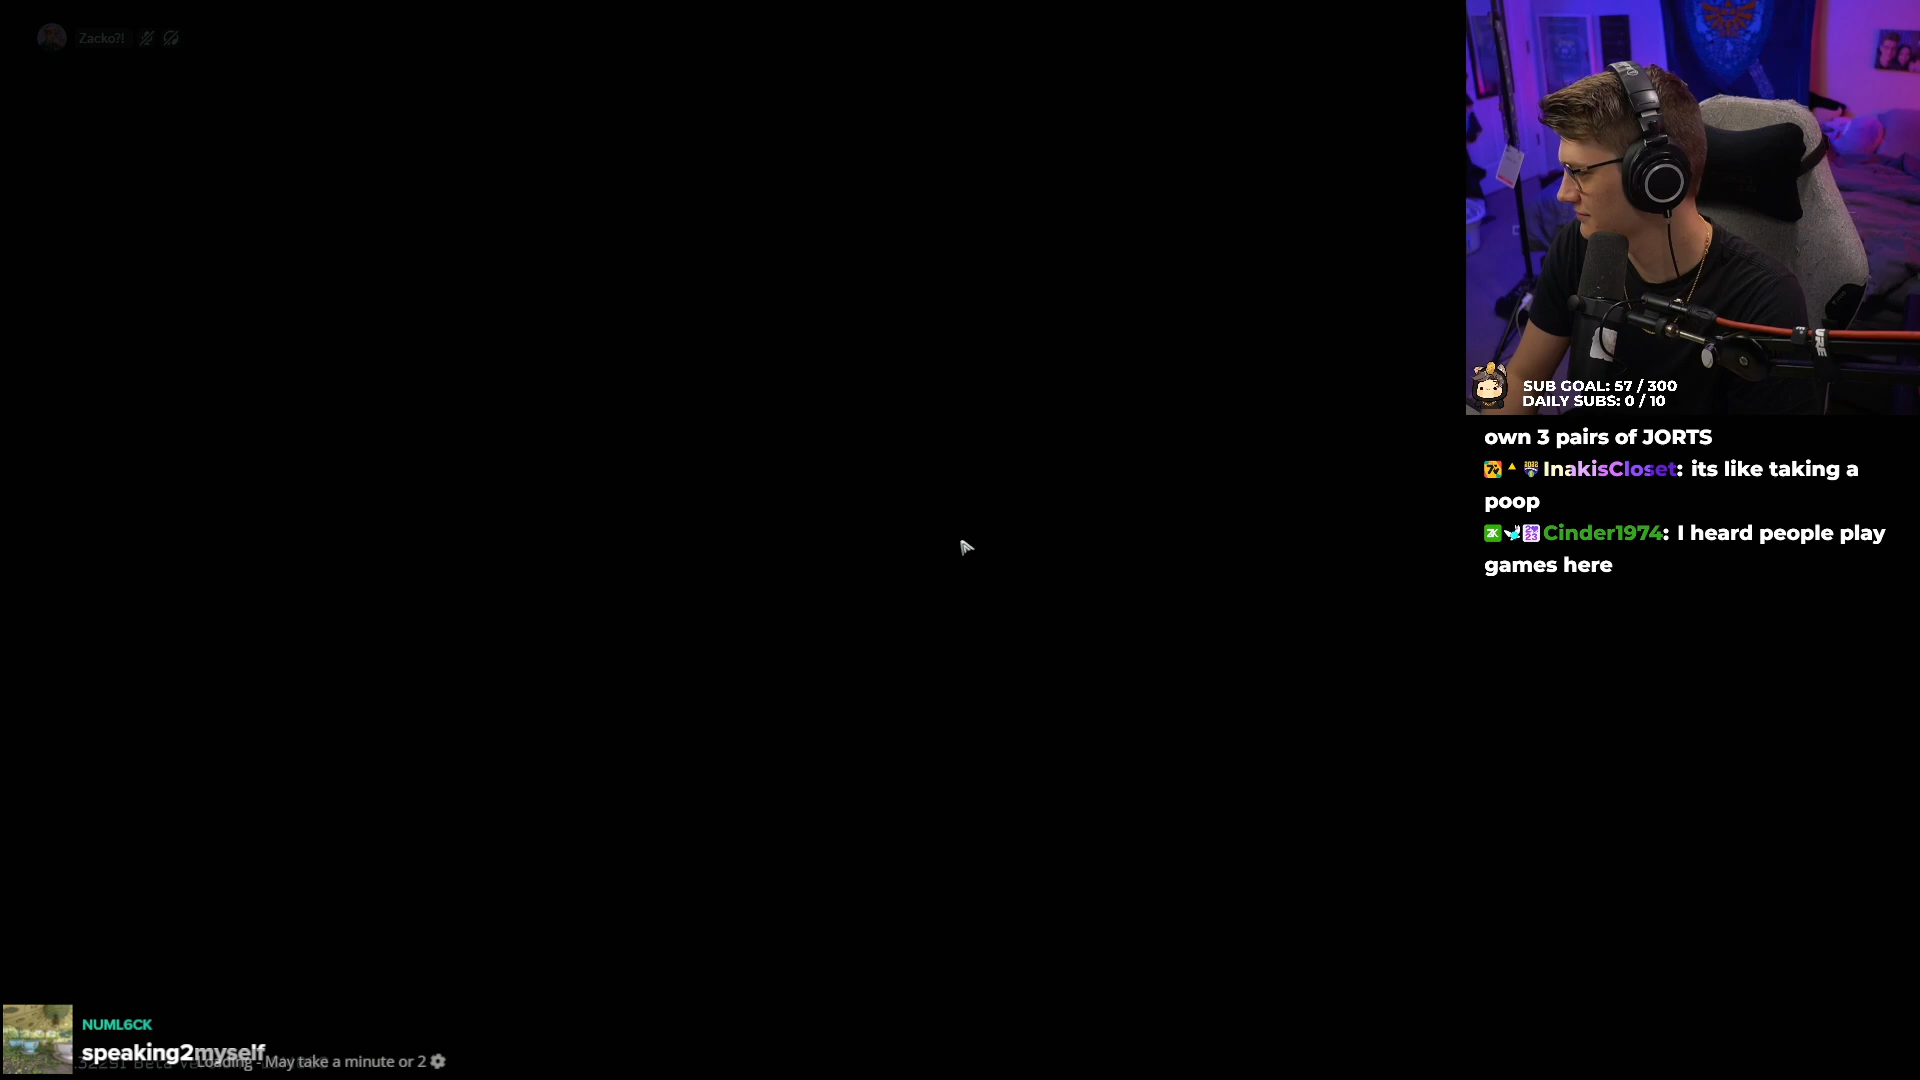 Zacko?!
SUB GOAL: 57 / 300
DAILY SUBS: 0 / 10
own 3 pairs of JORTS
InakisCloset: its like taking a
poop
Cinder1974: I heard people play
games here
NUML6CK
speaking2myself
Loading - May take a minute or 2